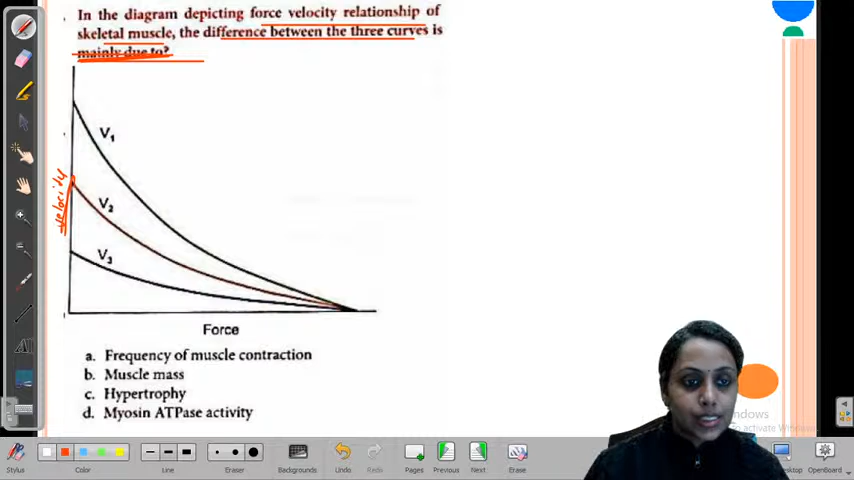 In the diagram depicting force velocity relationship of
skeletal muscle, the difference between the three curves is
mainly due to?
V1
velocity
V2
V3
Force
a. Frequency of muscle contraction
b. Muscle mass
c. Hypertrophy
d. Myosin ATPase activity
Stylus
Color
Line
Eraser
Backgrounds
Undo
Redo
Pages
Previous
Next
Erase
OpenBoard